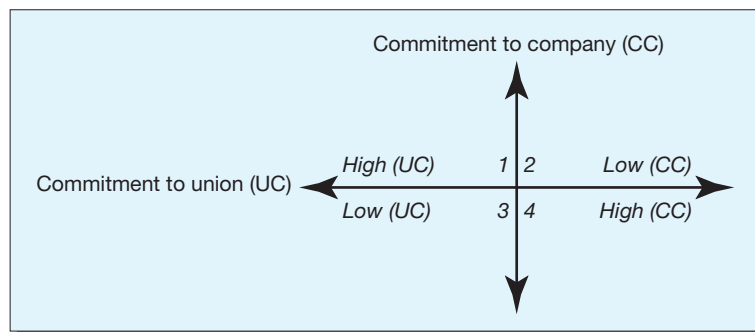 Commitment to company (CC)
High (UC) 1 2 Low (CC)
Commitment to union (UC)
Low (UC) 3 4 High (CC)